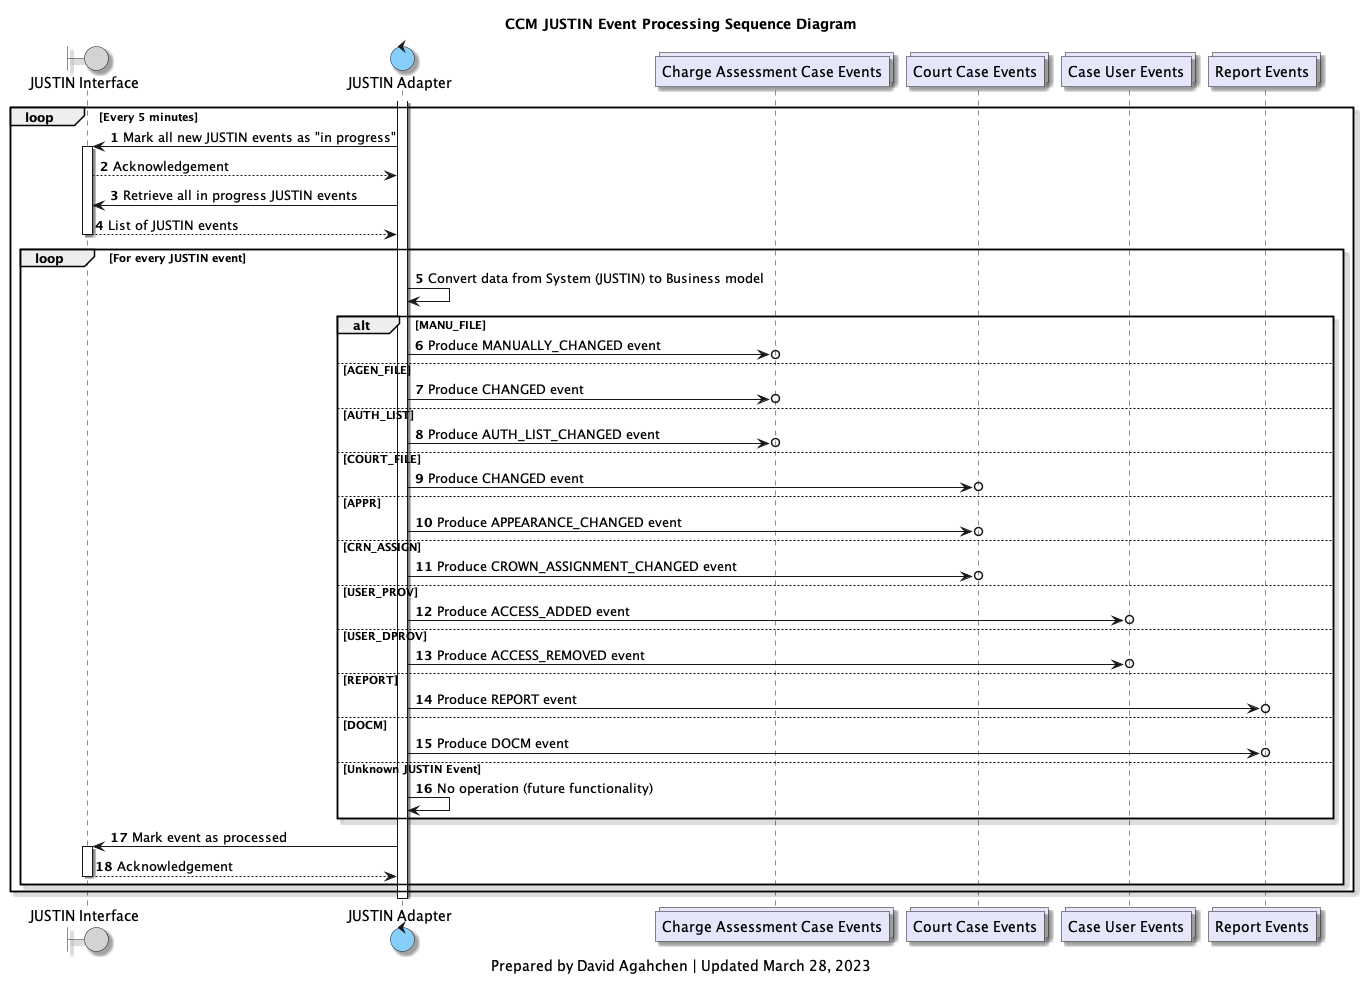 CCM JUSTIN Event Processing Sequence Diagram
JUSTIN Interface
JUSTIN Adapter
Charge Assessment Case Events
Court Case Events
Case User Events
Report Events
loop [Every 5 minutes]
1 Mark all new JUSTIN events as "in progress"
2 Acknowledgement
3 Retrieve all in progress JUSTIN events
4 List of JUSTIN events
loop [For every JUSTIN event]
5 Convert data from System (JUSTIN) to Business model
alt [MANU_FILE]
6 Produce MANUALLY_CHANGED event
[AGEN_FILE]
7 Produce CHANGED event
[AUTH_LIST]
8 Produce AUTH_LIST_CHANGED event
[COURT_FILE]
9 Produce CHANGED event
[APPR]
10 Produce APPEARANCE_CHANGED event
[CRN_ASSIGN]
11 Produce CROWN_ASSIGNMENT_CHANGED event
[USER_PROV]
12 Produce ACCESS_ADDED event
[USER_DPROV]
13 Produce ACCESS_REMOVED event
[REPORT]
14 Produce REPORT event
[DOCM]
15 Produce DOCM event
[Unknown JUSTIN Event]
16 No operation (future functionality)
17 Mark event as processed
18 Acknowledgement
JUSTIN Interface
JUSTIN Adapter
Charge Assessment Case Events
Court Case Events
Case User Events
Report Events
Prepared by David Agahchen | Updated March 28, 2023